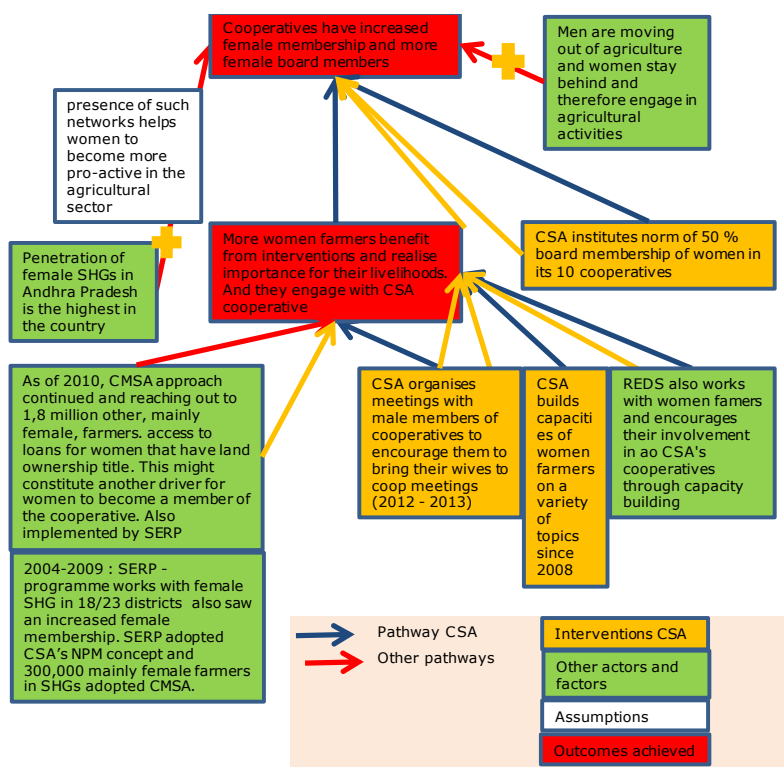 Cooperatives have increased
female membership and more
female board members
Men are moving
out of agriculture
and women stay
behind and
therefore engage in
agricultural
activities
presence of such
networks helps
women to
become more
pro-active in the
agricultural
sector
Penetration of
female SHGs in
Andhra Pradesh
is the highest in
the country
More women farmers benefit
from interventions and realise
importance for their livelihoods.
And they engage with CSA
cooperative
CSA institutes norm of 50 %
board membership of women in
its 10 cooperatives
As of 2010, CMSA approach
continued and reaching out to
1,8 million other, mainly
female, farmers. access to
loans for women that have land
ownership title. This might
constitute another driver for
women to become a member of
the cooperative. Also
implemented by SERP
CSA organises
meetings with
male members of
cooperatives to
encourage them to
bring their wives to
coop meetings
(2012 - 2013)
CSA
builds
capaciti
es of
women
farmers
on a
variety
of
topics
since
2008
REDS also works
with women famers
and encourages
their involvement
in ao CSA's
cooperatives
through capacity
building
2004-2009 : SERP -
programme works with female
SHG in 18/23 districts also saw
an increased female
membership. SERP adopted
CSA's NPM concept and
300,000 mainly female farmers
in SHGs adopted CMSA.
Pathway CSA
Other pathways
Interventions CSA
Other actors and
factors
Assumptions
Outcomes achieved